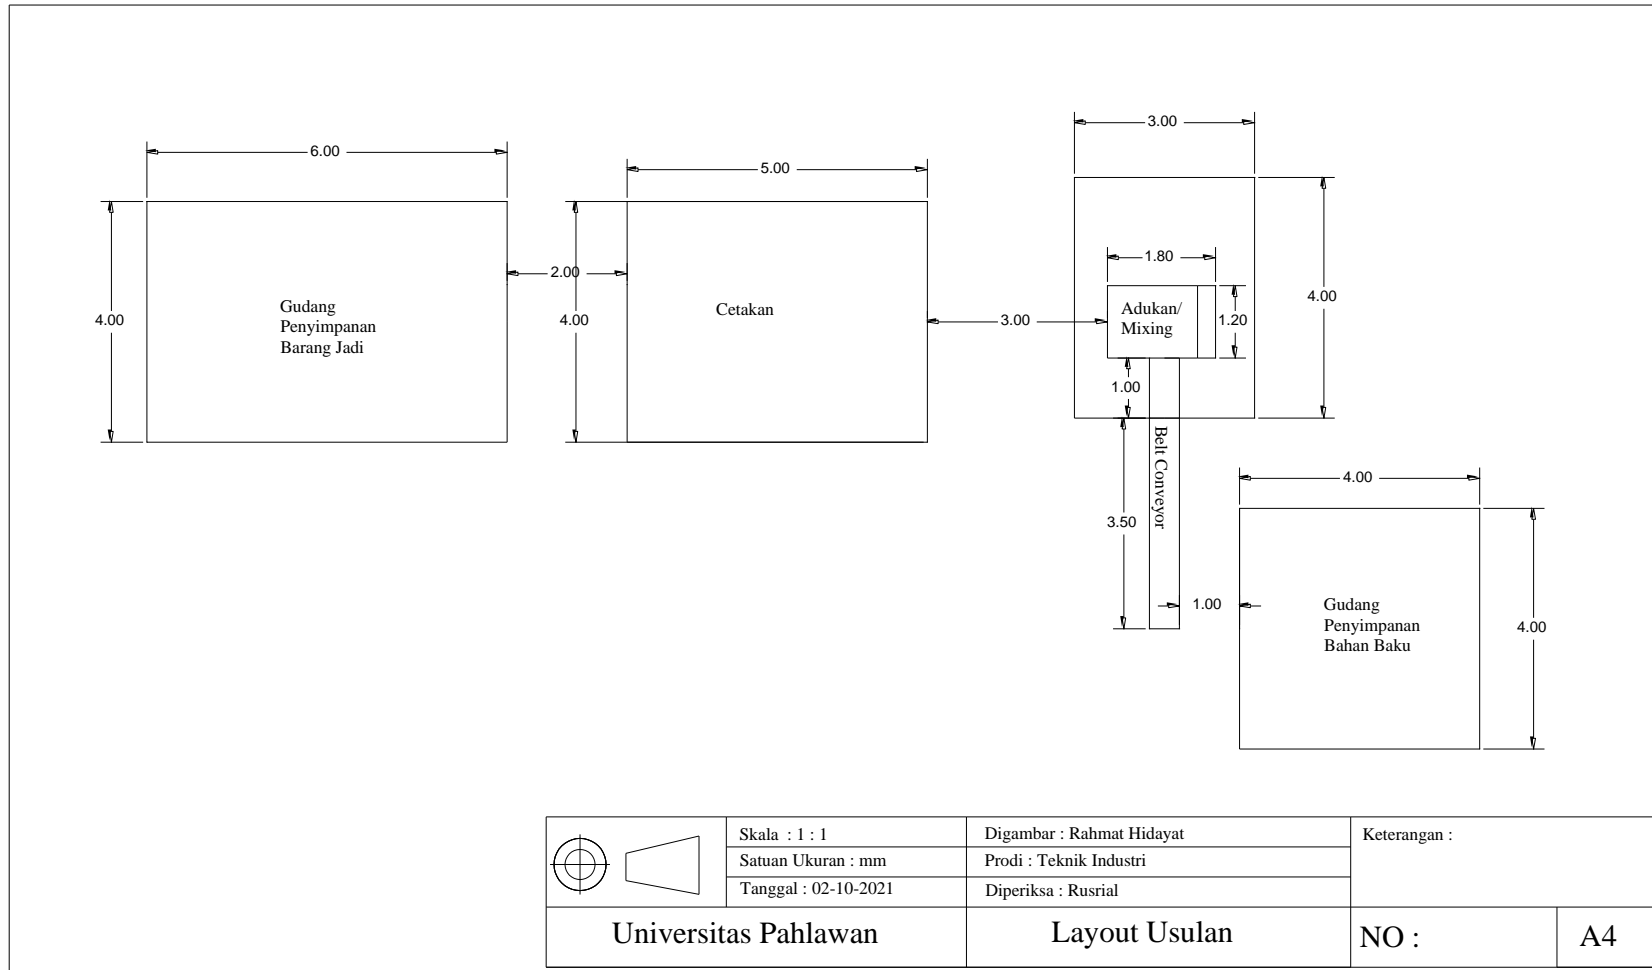 3.00
6.00
5.00
1.80
2.00
4.00
Gudang
Penyimpanan
Barang Jadi
4.00
4.00
Cetakan
3.00
Adukan/
Mixing
1.20
4.00
1.00
Belt Conveyor
3.50
4.00
1.00
Gudang
Penyimpanan
Bahan Baku
4.00
Skala : 1 : 1
Satuan Ukuran : mm
Tanggal : 02-10-2021
Digambar : Rahmat Hidayat
Prodi : Teknik Industri
Diperiksa : Rusrial
Keterangan :
Universitas Pahlawan
Layout Usulan
NO :
A4